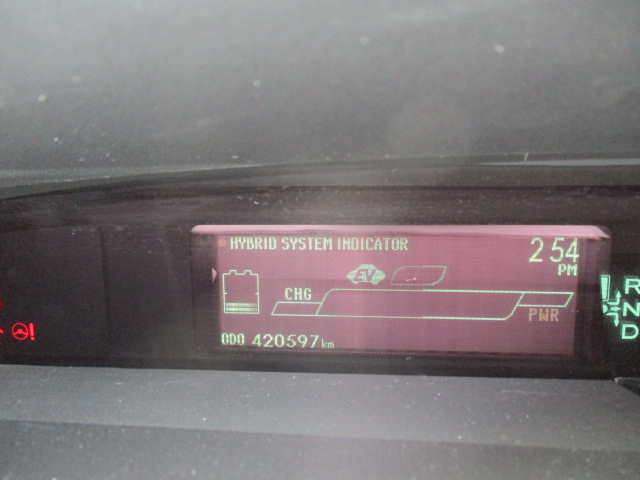 HYBRID SYSTEM INDICATOR
2 54
PM
EV
CHG
PWR
ODO 420597 km
R
N
D
!